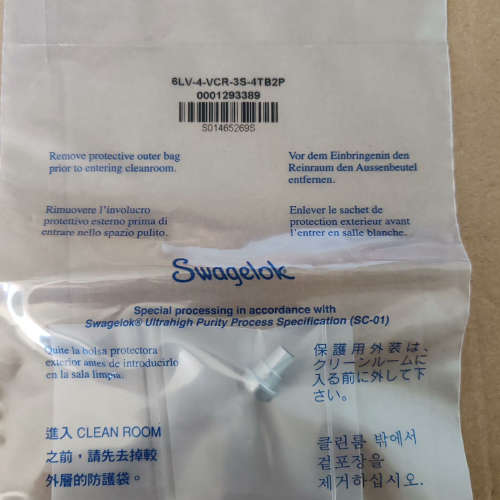 6LV-4-VCR-3S-4TB2P
0001293389
S01465269S
Remove protective outer bag
prior to entering cleanroom.
Vor dem Einbringenin den
Reinraum den Aussenbeutel
entfernen.
Rimuovere l'involucro
protettivo esterno prima di
entrare nello spazio pulito.
Enlever le sachet de
protection exterieur avant
l'entrer en salle blanche.
Swagelok
Special processing in accordance with
Swagelok® Ultrahigh Purity Process Specification (SC-01)
Quite la bolsa protectora
exterior antes de introducirlo
en la sala limpia.
保護用外装は、
クリーンルームに
入る前に外して下
さい。
進入 CLEAN ROOM
之前，請先去掉較
外層的防護袋。
클린룸 밖에서
겉포장을
제거하십시오.